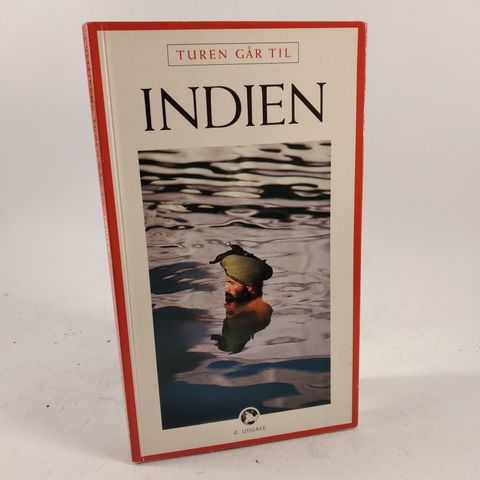 TUREN GÅR TIL
INDIEN
4. UDGAVE